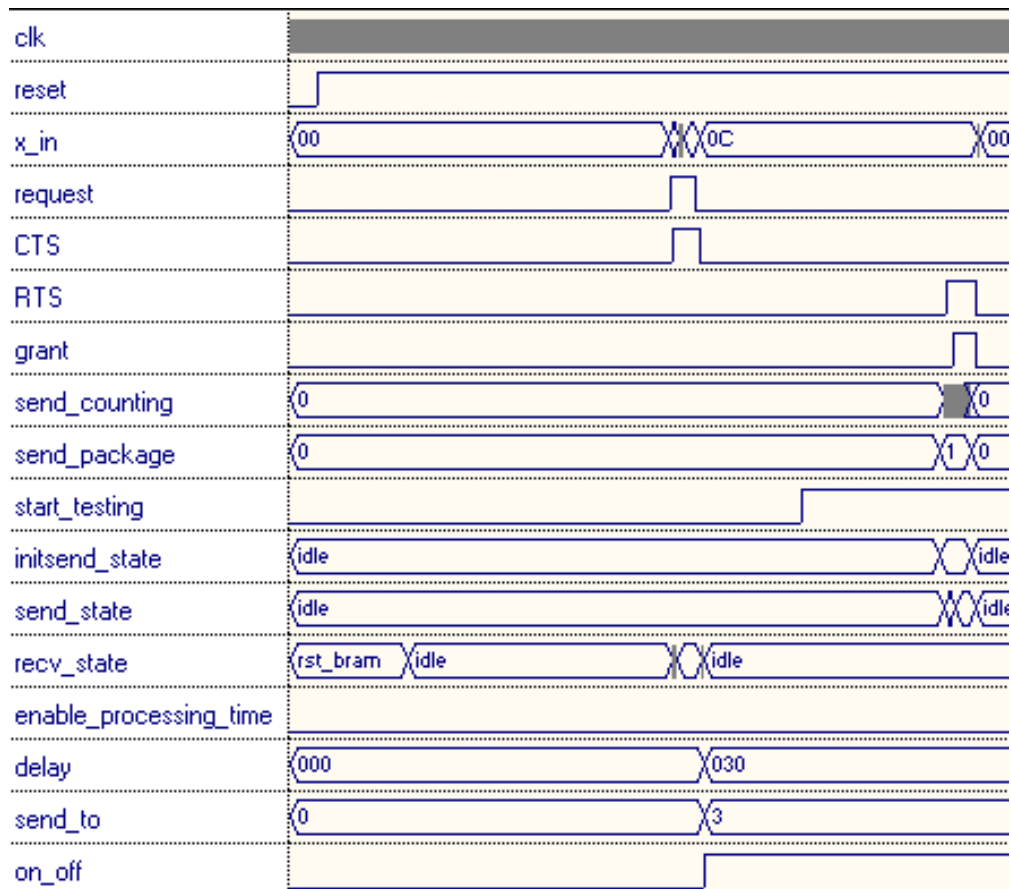 clk
reset
x_in 00 0C 00
request
CTS
RTS
grant
send_counting 0 0
send_package 0 1 0
start_testing
initsend_state idle idle
send_state idle idle
recv_state rst_bram idle idle
enable_processing_time
delay 000 030
send_to 0 3
on_off